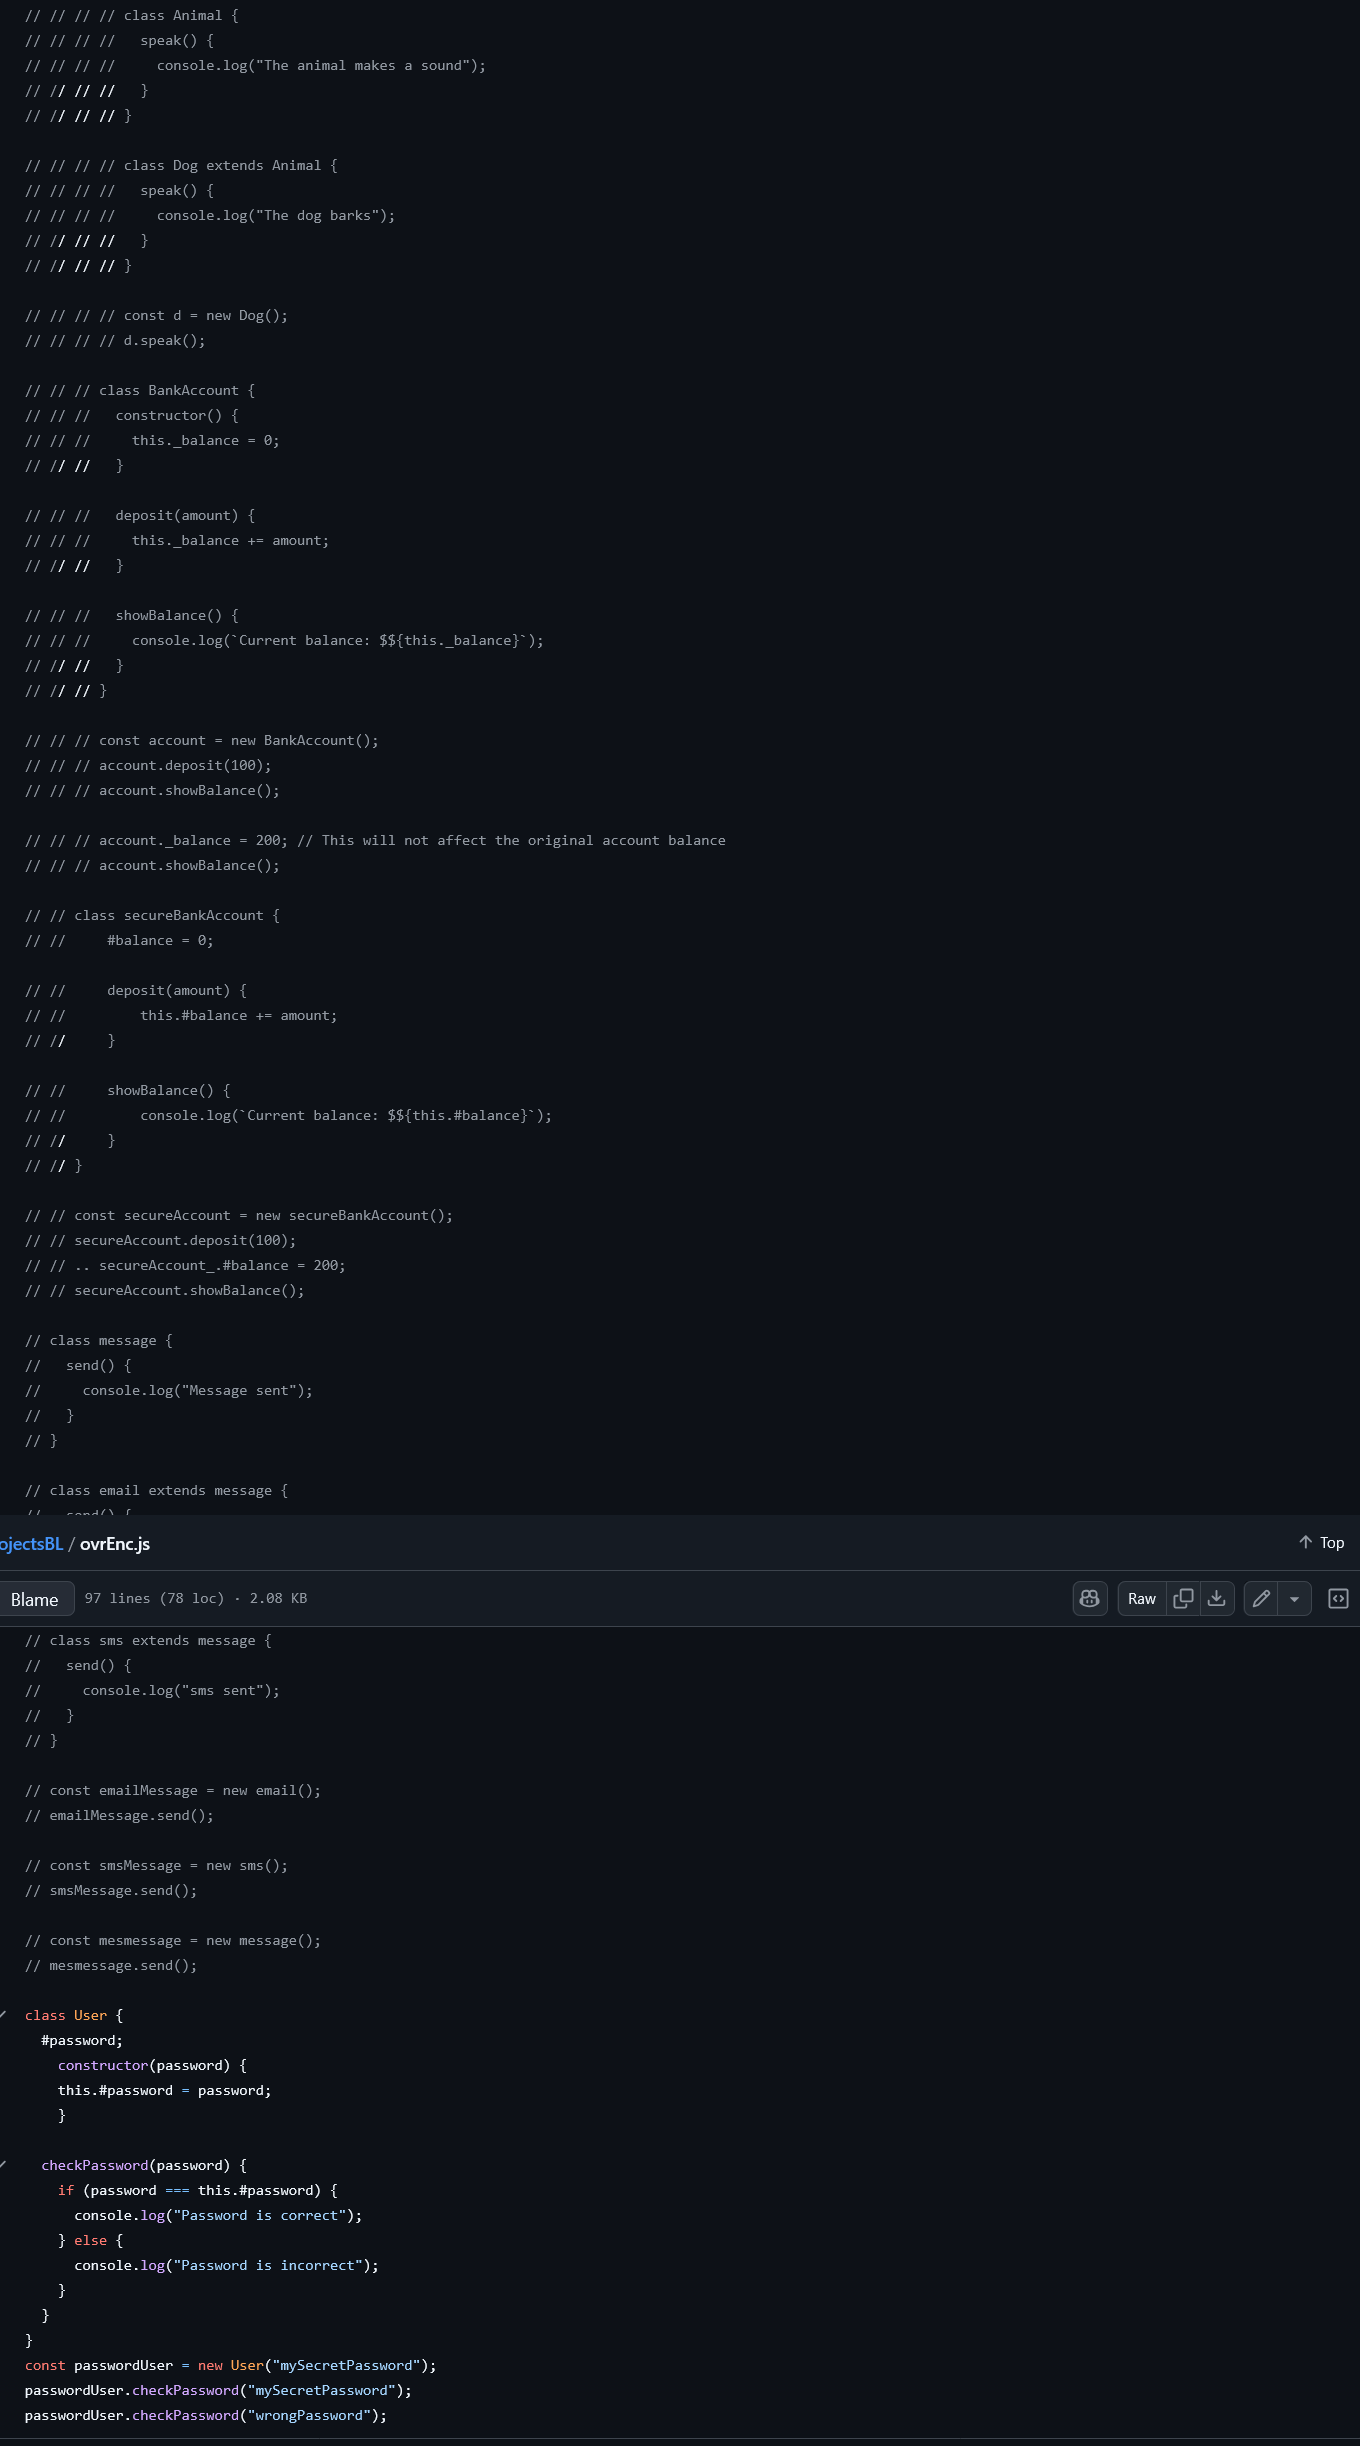 // // // // class Animal {
// // // //   speak() {
// // // //     console.log("The animal makes a sound");
// // // //   }
// // // // }

// // // // class Dog extends Animal {
// // // //   speak() {
// // // //     console.log("The dog barks");
// // // //   }
// // // // }

// // // // const d = new Dog();
// // // // d.speak();

// // // class BankAccount {
// // //   constructor() {
// // //     this._balance = 0;
// // //   }

// // //   deposit(amount) {
// // //     this._balance += amount;
// // //   }

// // //   showBalance() {
// // //     console.log(`Current balance: $${this._balance}`);
// // //   }
// // // }

// // // const account = new BankAccount();
// // // account.deposit(100);
// // // account.showBalance();

// // // account._balance = 200; // This will not affect the original account balance
// // // account.showBalance();

// // class secureBankAccount {
// //     #balance = 0;

// //     deposit(amount) {
// //         this.#balance += amount;
// //     }

// //     showBalance() {
// //         console.log(`Current balance: $${this.#balance}`);
// //     }
// // }

// // const secureAccount = new secureBankAccount();
// // secureAccount.deposit(100);
// // .. secureAccount_.#balance = 200;
// // secureAccount.showBalance();

// class message {
//   send() {
//     console.log("Message sent");
//   }
// }

// class email extends message {
//   send() {
ojectsBL / ovrEnc.js
Top
Blame
97 lines (78 loc) · 2.08 KB
Raw
// class sms extends message {
//   send() {
//     console.log("sms sent");
//   }
// }

// const emailMessage = new email();
// emailMessage.send();

// const smsMessage = new sms();
// smsMessage.send();

// const mesmessage = new message();
// mesmessage.send();

class User {
  #password;
    constructor(password) {
    this.#password = password;
    }

  checkPassword(password) {
    if (password === this.#password) {
      console.log("Password is correct");
    } else {
      console.log("Password is incorrect");
    }
  }
}
const passwordUser = new User("mySecretPassword");
passwordUser.checkPassword("mySecretPassword");
passwordUser.checkPassword("wrongPassword");